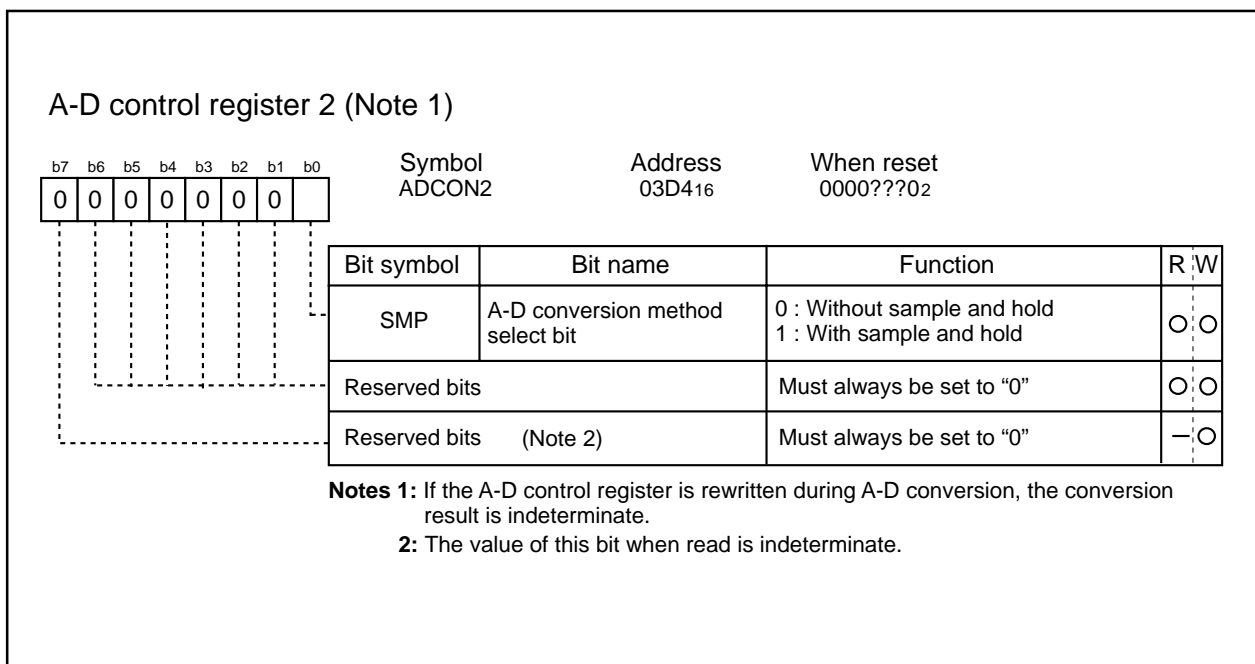 A-D control register 2 (Note 1)
b7 b6 b5 b4 b3 b2 b1 b0
0 0 0 0 0 0 0
Symbol Address When reset
ADCON2 03D416 0000???02
Bit symbol Bit name Function R W
SMP A-D conversion method select bit 0 : Without sample and hold
1 : With sample and hold
Reserved bits Must always be set to “0”
Reserved bits (Note 2) Must always be set to “0”
Notes 1: If the A-D control register is rewritten during A-D conversion, the conversion
result is indeterminate.
2: The value of this bit when read is indeterminate.